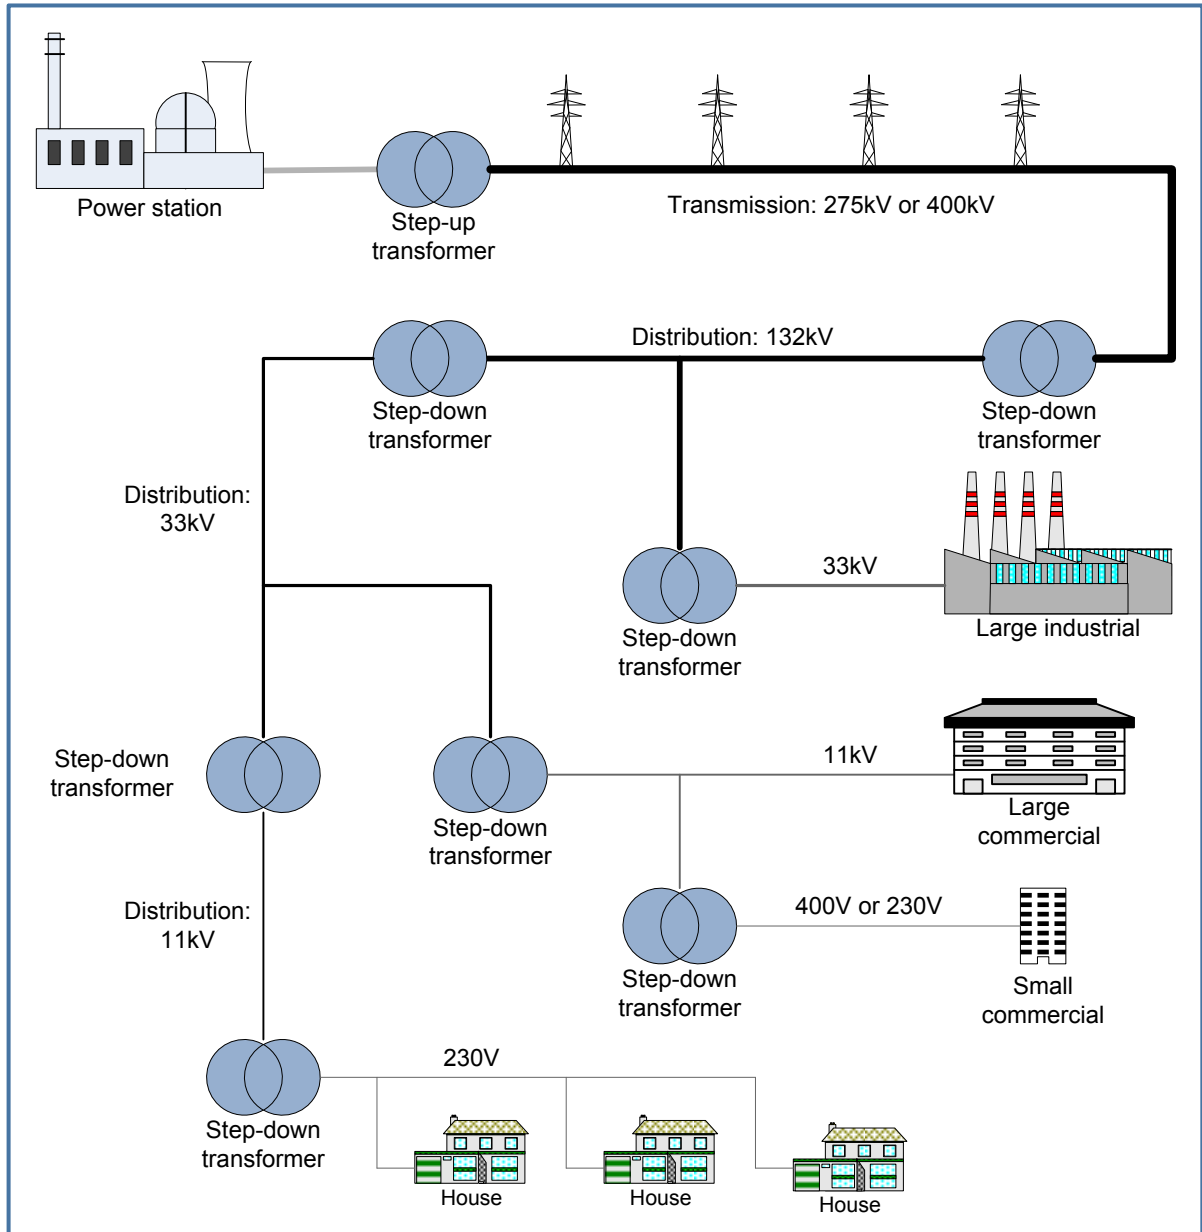 Power station
Step-up
transformer
Transmission: 275kV or 400kV
Distribution: 132kV
Step-down
transformer
Step-down
transformer
Distribution:
33kV
33kV
Large industrial
Step-down
transformer
Step-down
transformer
Step-down
transformer
11kV
Large
commercial
Distribution:
11kV
400V or 230V
Step-down
transformer
Small
commercial
230V
Step-down
transformer
House
House
House